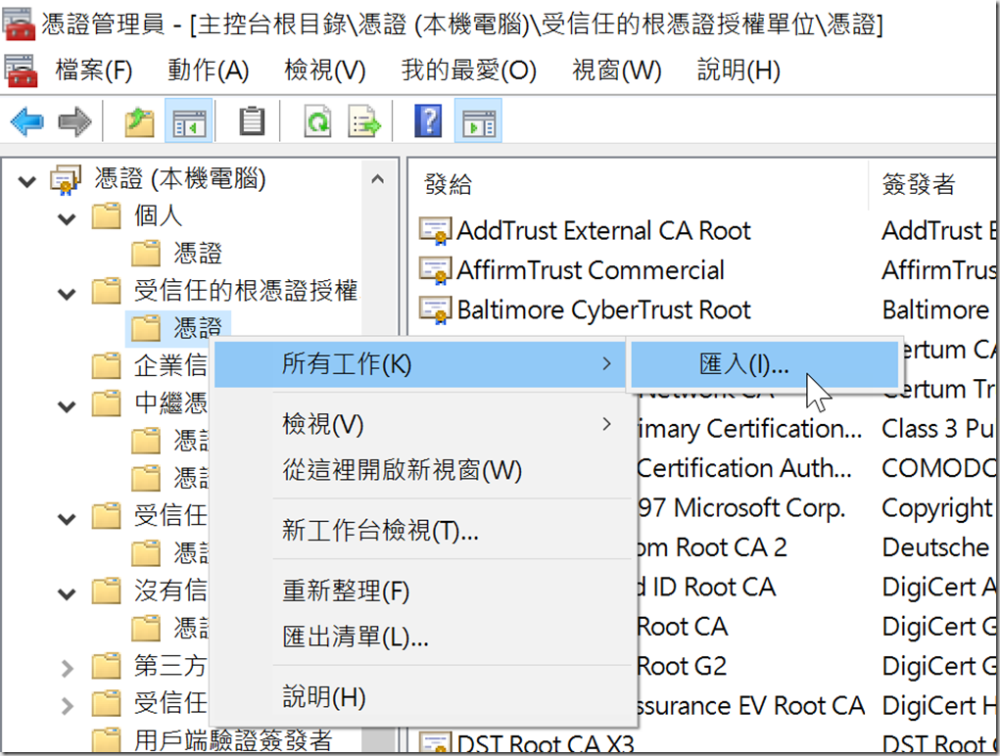 憑證管理員 - [主控台根目錄\憑證 (本機電腦)\受信任的根憑證授權單位\憑證]
檔案(F) 動作(A) 檢視(V) 我的最愛(O) 視窗(W) 說明(H)
憑證 (本機電腦)
個人
憑證
受信任的根憑證授權
憑證
企業信
中繼憑
憑
憑
受信任
憑
沒有信
憑
第三方
受信任
用戶端驗證簽發者
所有工作(K)
匯入(I)...
檢視(V)
從這裡開啟新視窗(W)
新工作台檢視(T)...
重新整理(F)
匯出清單(L)...
說明(H)
發給 簽發者
AddTrust External CA Root AddTrust E
AffirmTrust Commercial AffirmTrus
Baltimore CyberTrust Root Baltimore
ertum CA
Network CA ertum Tr
imary Certification... Class 3 Pu
Certification Auth... COMODO
97 Microsoft Corp. Copyright
om Root CA 2 Deutsche
d ID Root CA DigiCert A
Root CA DigiCert G
Root G2 DigiCert G
ssurance EV Root CA DigiCert H
DST Root CA X3